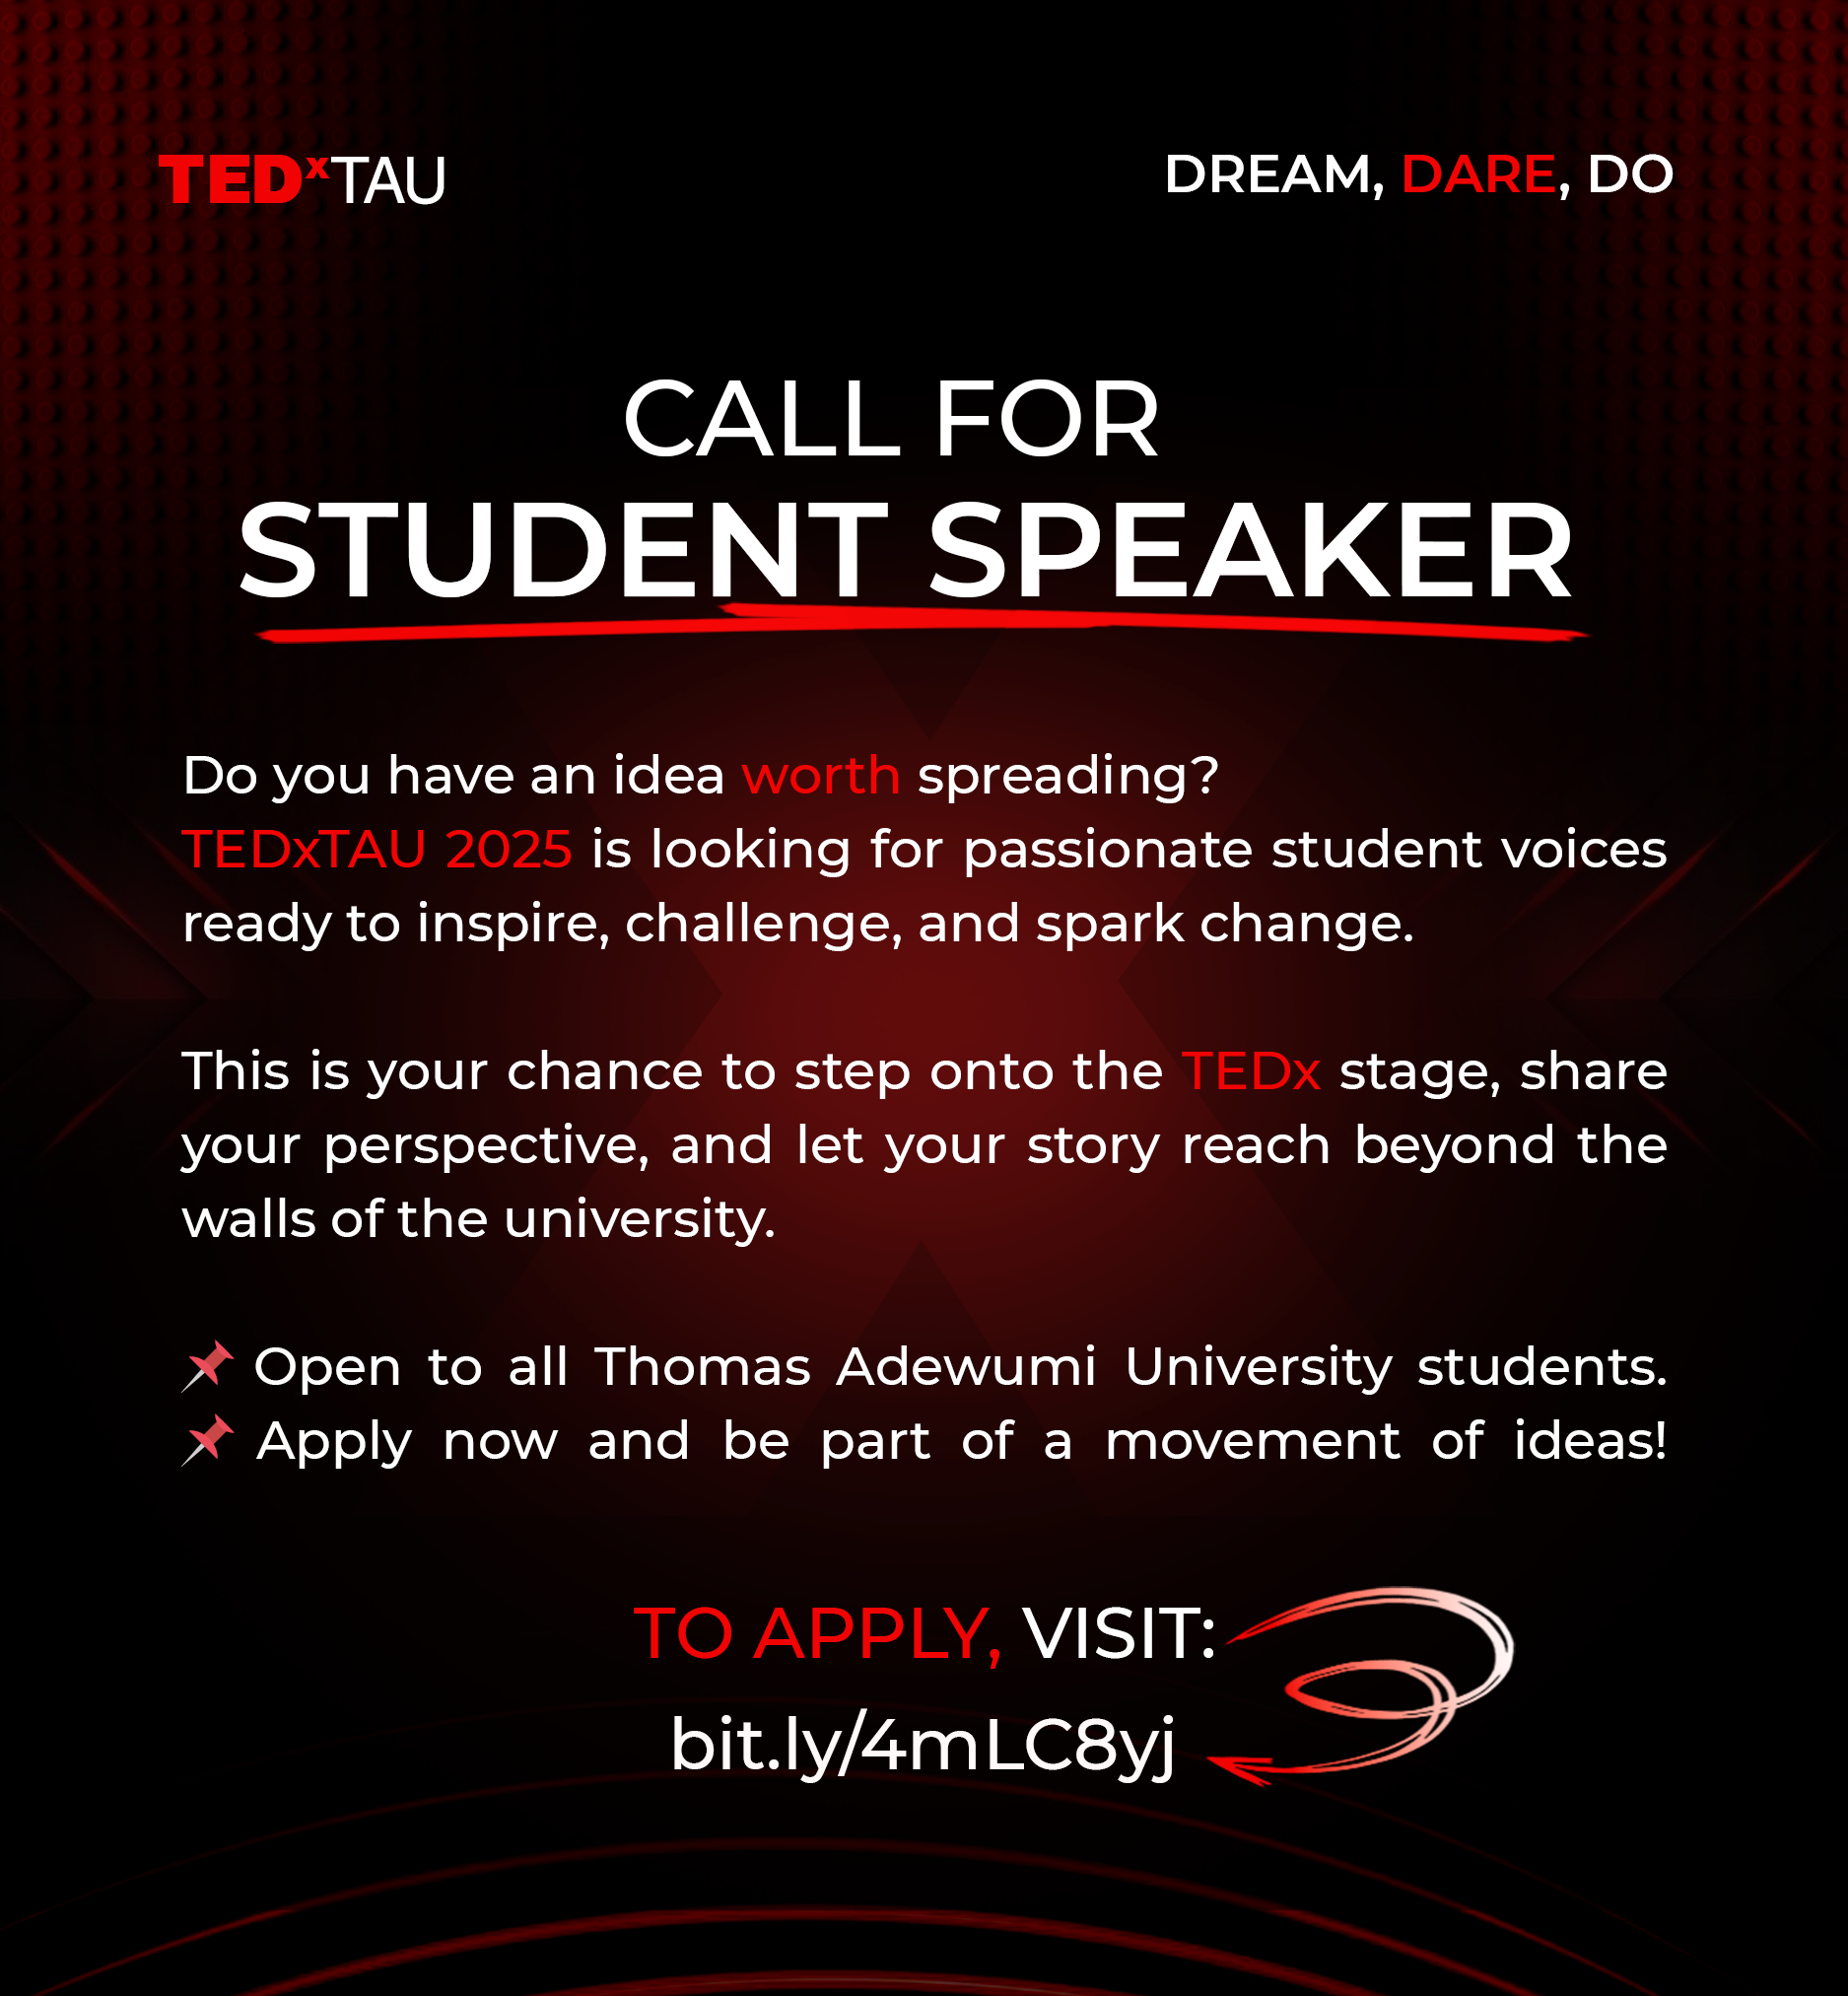 TEDxTAU
DREAM, DARE, DO
CALL FOR
STUDENT SPEAKER
Do you have an idea worth spreading?
TEDxTAU 2025 is looking for passionate student voices
ready to inspire, challenge, and spark change.
This is your chance to step onto the TEDx stage, share
your perspective, and let your story reach beyond the
walls of the university.
📌 Open to all Thomas Adewumi University students.
📌 Apply now and be part of a movement of ideas!
TO APPLY, VISIT:
bit.ly/4mLC8yj